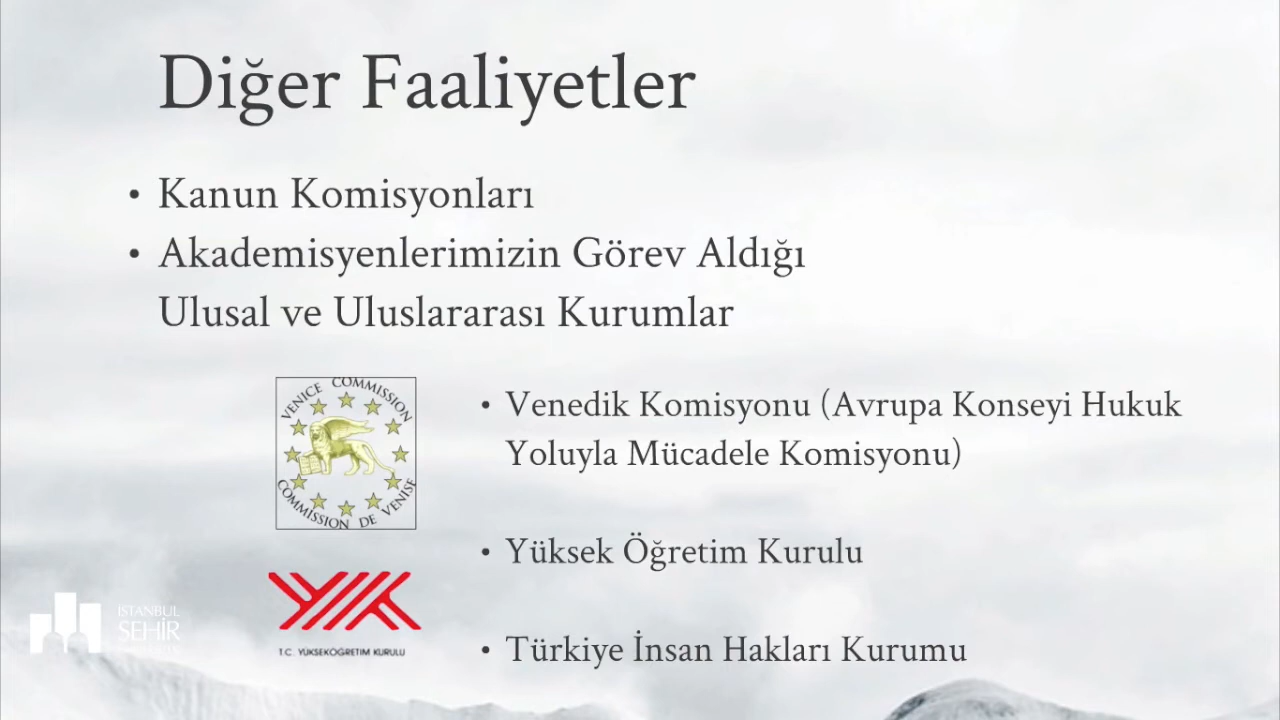 Diğer Faaliyetler
• Kanun Komisyonları
• Akademisyenlerimizin Görev Aldığı
Ulusal ve Uluslararası Kurumlar
VENICE COMMISSION
COMMISSION DE VENISE
• Venedik Komisyonu (Avrupa Konseyi Hukuk
Yoluyla Mücadele Komisyonu)
• Yüksek Öğretim Kurulu
T.C. YÜKSEKÖĞRETİM KURULU
• Türkiye İnsan Hakları Kurumu
İSTANBUL
ŞEHİR